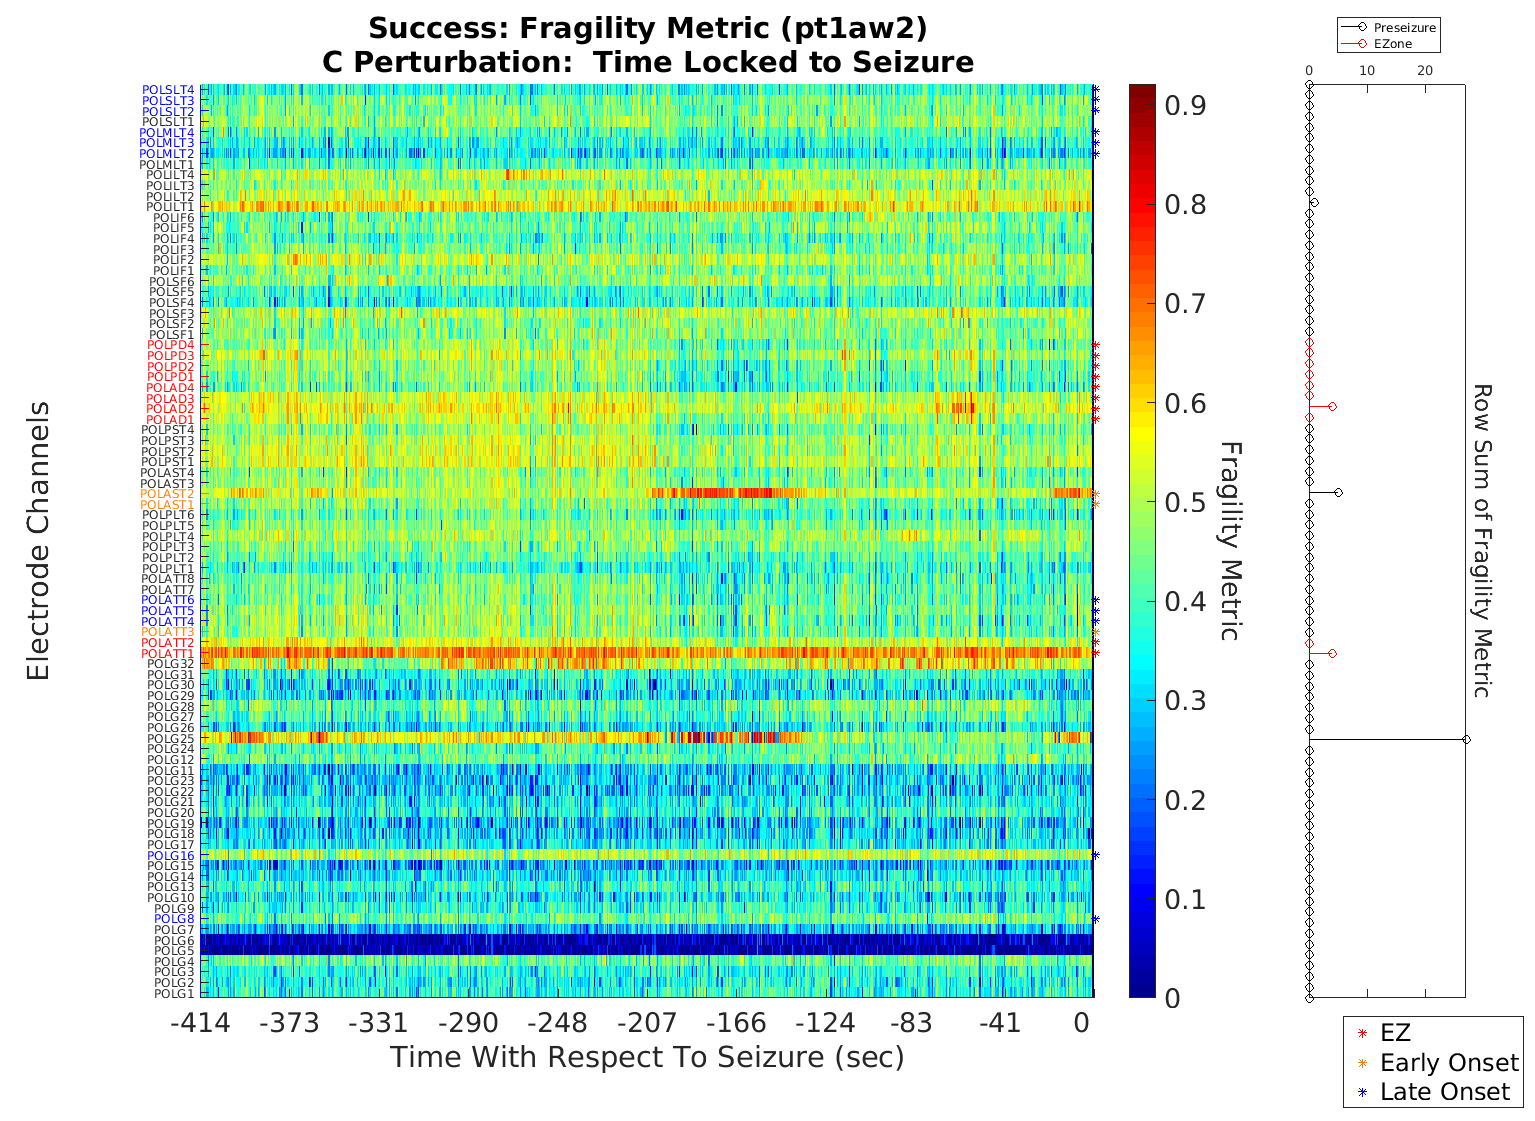 Success: Fragility Metric (pt1aw2)
C Perturbation:  Time Locked to Seizure
Preseizure
EZone
0 10 20
POLSLT4
POLSLT3
POLSLT2
POLSLT1
POLMLT4
POLMLT3
POLMLT2
POLMLT1
POLILT4
POLILT3
POLILT2
POLILT1
POLIF6
POLIF5
POLIF4
POLIF3
POLIF2
POLIF1
POLSF6
POLSF5
POLSF4
POLSF3
POLSF2
POLSF1
POLPD4
POLPD3
POLPD2
POLPD1
POLAD4
POLAD3
POLAD2
POLAD1
POLPST4
POLPST3
POLPST2
POLPST1
POLAST4
POLAST3
POLAST2
POLAST1
POLPLT6
POLPLT5
POLPLT4
POLPLT3
POLPLT2
POLPLT1
POLATT8
POLATT7
POLATT6
POLATT5
POLATT4
POLATT3
POLATT2
POLATT1
POLG32
POLG31
POLG30
POLG29
POLG28
POLG27
POLG26
POLG25
POLG24
POLG12
POLG11
POLG23
POLG22
POLG21
POLG20
POLG19
POLG18
POLG17
POLG16
POLG15
POLG14
POLG13
POLG10
POLG9
POLG8
POLG7
POLG6
POLG5
POLG4
POLG3
POLG2
POLG1
Electrode Channels
-414 -373 -331 -290 -248 -207 -166 -124 -83 -41 0
Time With Respect To Seizure (sec)
0.9
0.8
0.7
0.6
0.5
0.4
0.3
0.2
0.1
0
Fragility Metric
Row Sum of Fragility Metric
EZ
Early Onset
Late Onset